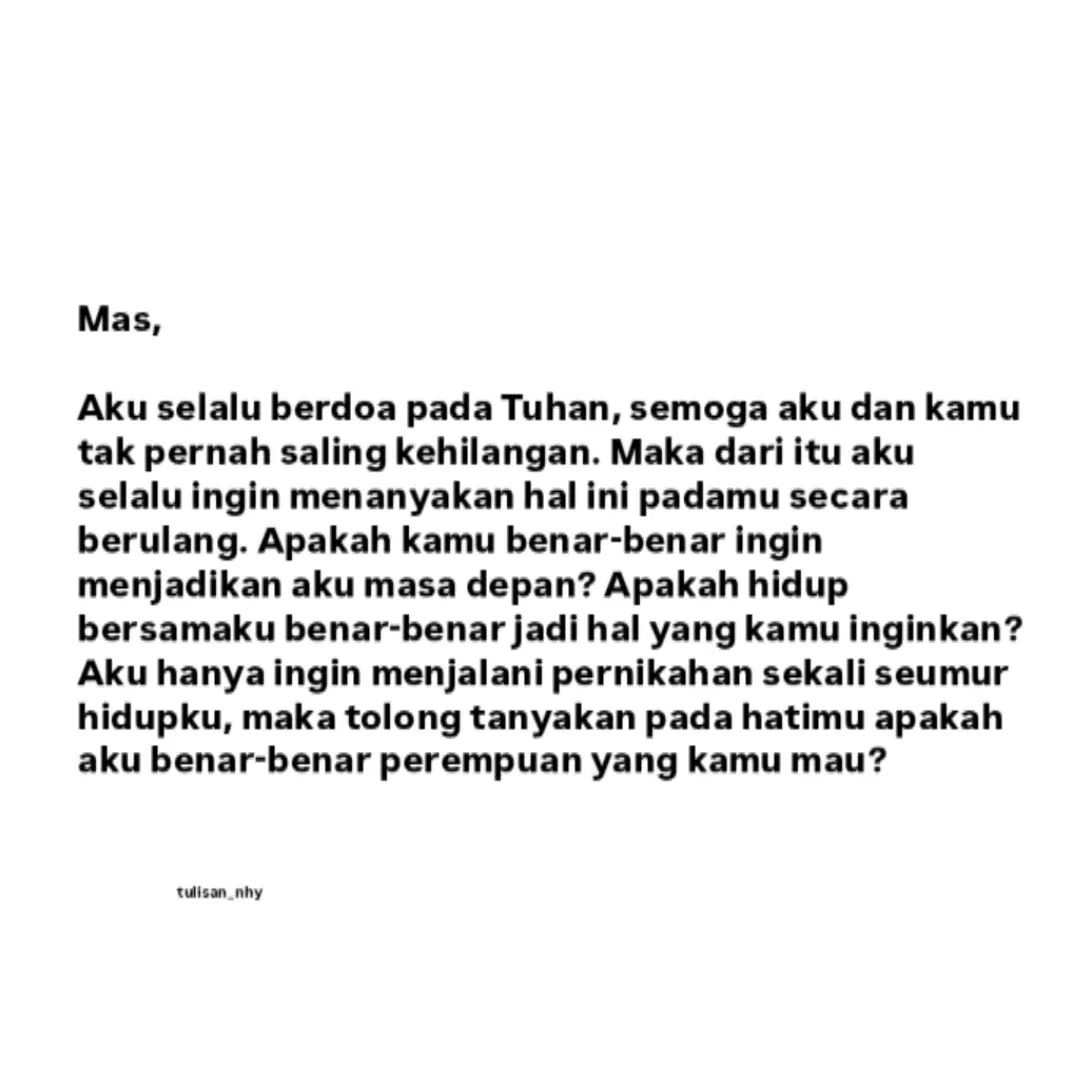 Mas,
Aku selalu berdoa pada Tuhan, semoga aku dan kamu
tak pernah saling kehilangan. Maka dari itu aku
selalu ingin menanyakan hal ini padamu secara
berulang. Apakah kamu benar-benar ingin
menjadikan aku masa depan? Apakah hidup
bersamaku benar-benar jadi hal yang kamu inginkan?
Aku hanya ingin menjalani pernikahan sekali seumur
hidupku, maka tolong tanyakan pada hatimu apakah
aku benar-benar perempuan yang kamu mau?
tulisan_nhy